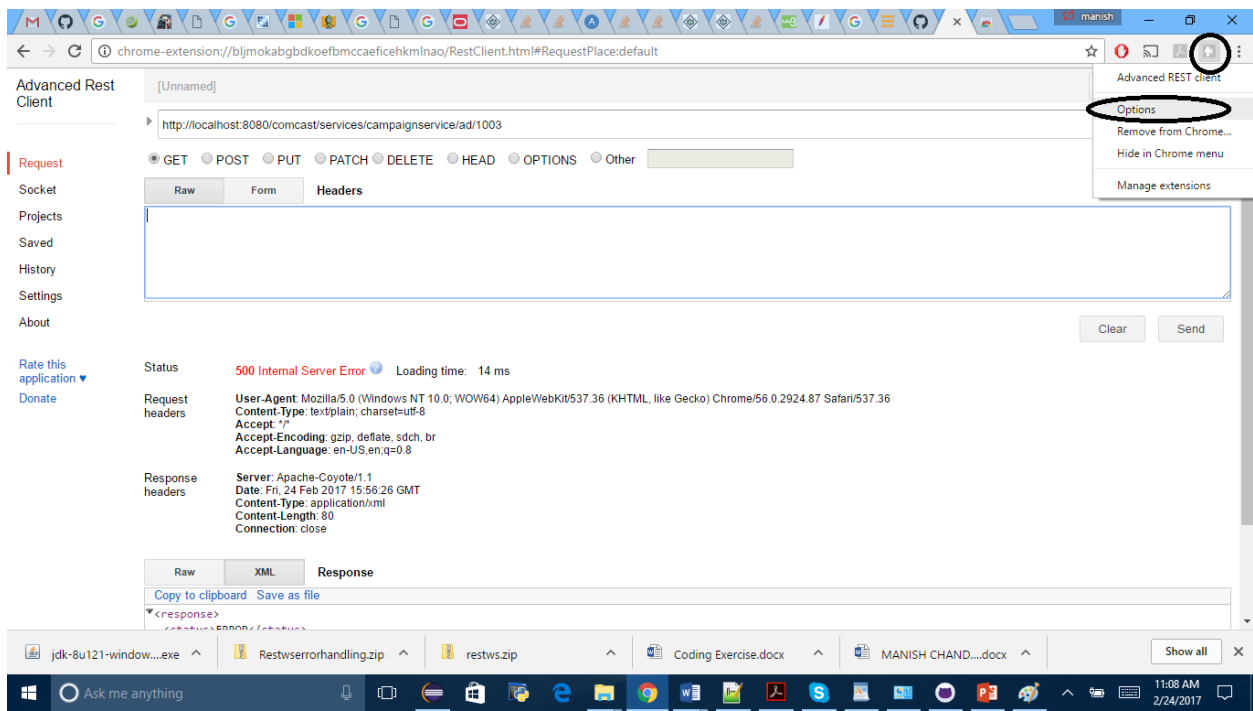 manish
chrome-extension://bljmokabgbdkoefbmccaeficehkmlnao/RestClient.html#RequestPlace:default
Advanced Rest Client
[Unnamed]
Advanced REST client
Options
Remove from Chrome...
Hide in Chrome menu
Manage extensions
http://localhost:8080/comcast/services/campaignservice/ad/1003
GET POST PUT PATCH DELETE HEAD OPTIONS Other
Request
Socket
Projects
Saved
History
Settings
About
Rate this application ♥
Donate
Raw Form Headers
Clear Send
Status 500 Internal Server Error Loading time: 14 ms
Request headers
User-Agent: Mozilla/5.0 (Windows NT 10.0; WOW64) AppleWebKit/537.36 (KHTML, like Gecko) Chrome/56.0.2924.87 Safari/537.36
Content-Type: text/plain; charset=utf-8
Accept: */*
Accept-Encoding: gzip, deflate, sdch, br
Accept-Language: en-US,en;q=0.8
Response headers
Server: Apache-Coyote/1.1
Date: Fri, 24 Feb 2017 15:56:26 GMT
Content-Type: application/xml
Content-Length: 80
Connection: close
Raw XML Response
Copy to clipboard Save as file
<response>
<status>ERROR</status>
jdk-8u121-window....exe Restwserrorhandling.zip restws.zip Coding Exercise.docx MANISH CHAND....docx Show all
Ask me anything
11:08 AM
2/24/2017